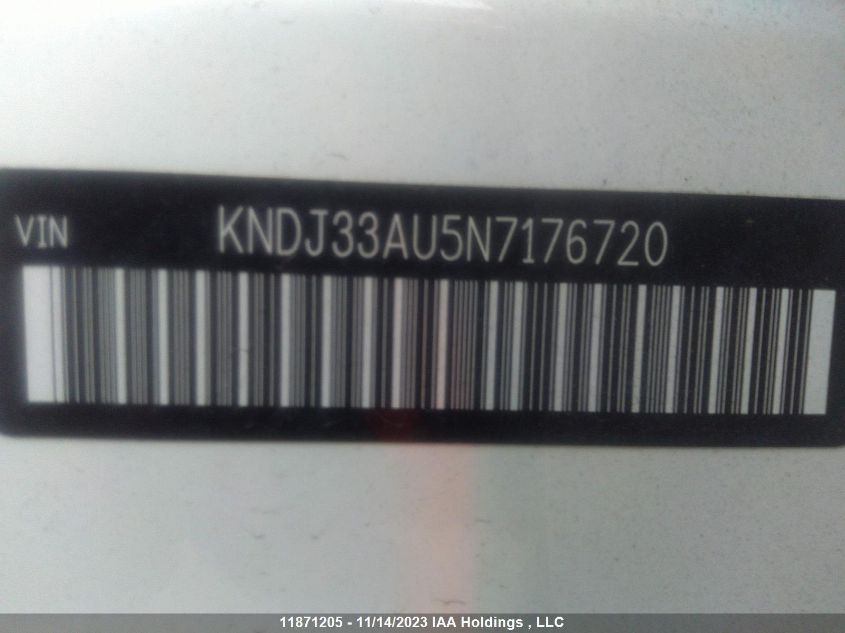 VIN KNDJ33AU5N7176720
11871205 - 11/14/2023 IAA Holdings , LLC